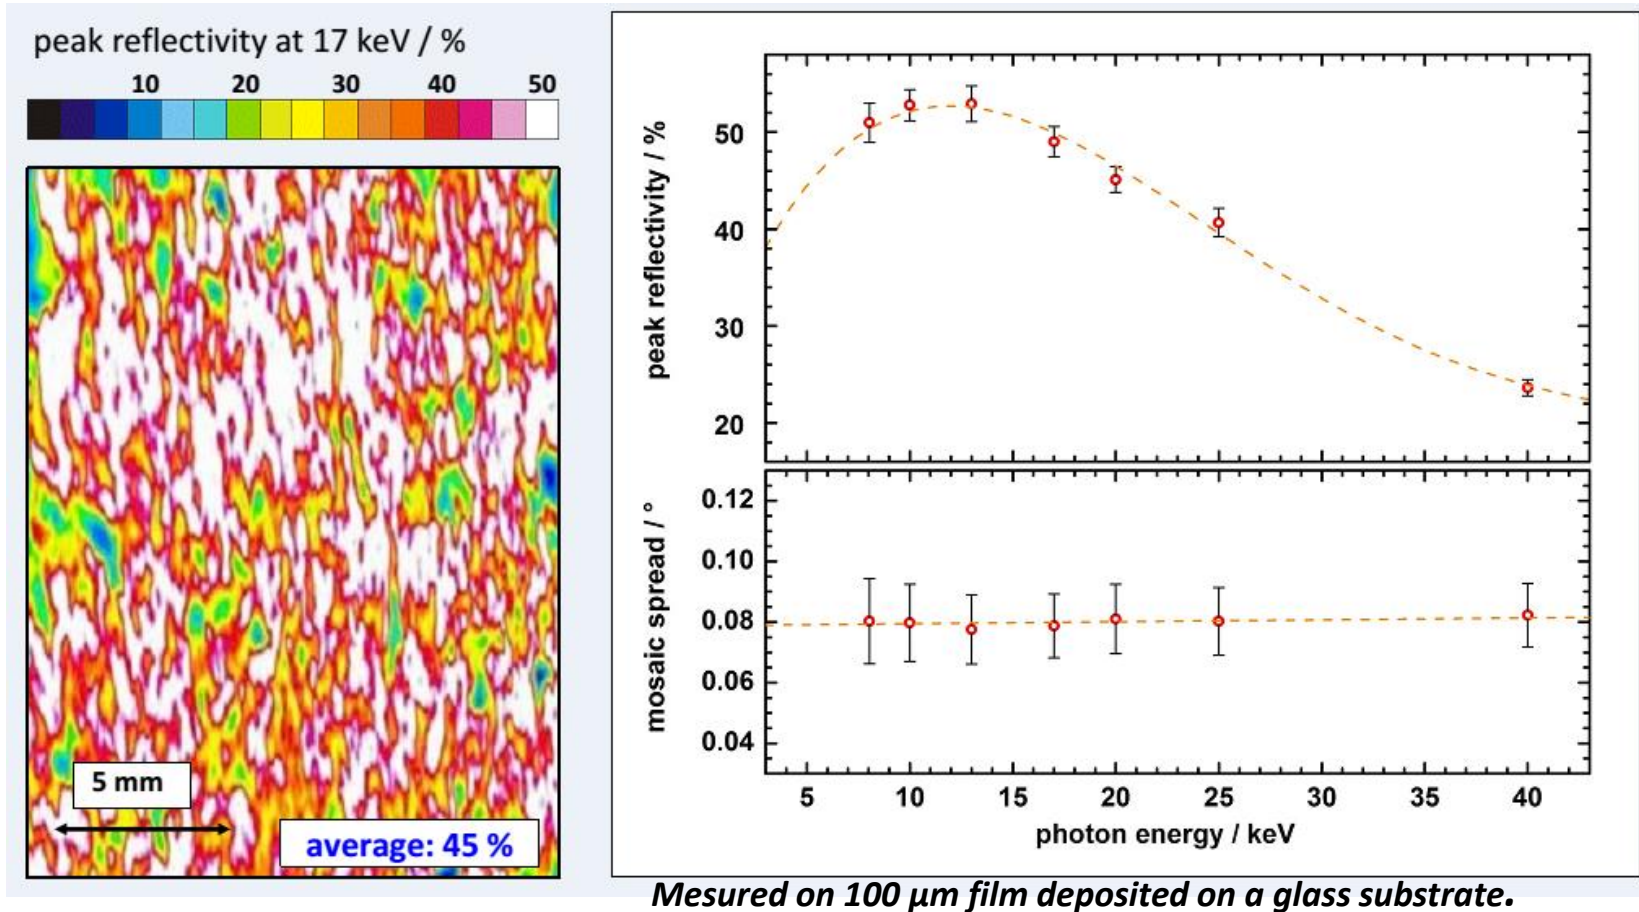 peak reflectivity at 17 keV / %
10 20 30 40 50
5 mm
average: 45 %
peak reflectivity / %
50
40
30
20
mosaic spread / °
0.12
0.10
0.08
0.06
0.04
5 10 15 20 25 30 35 40
photon energy / keV
Mesured on 100 µm film deposited on a glass substrate.